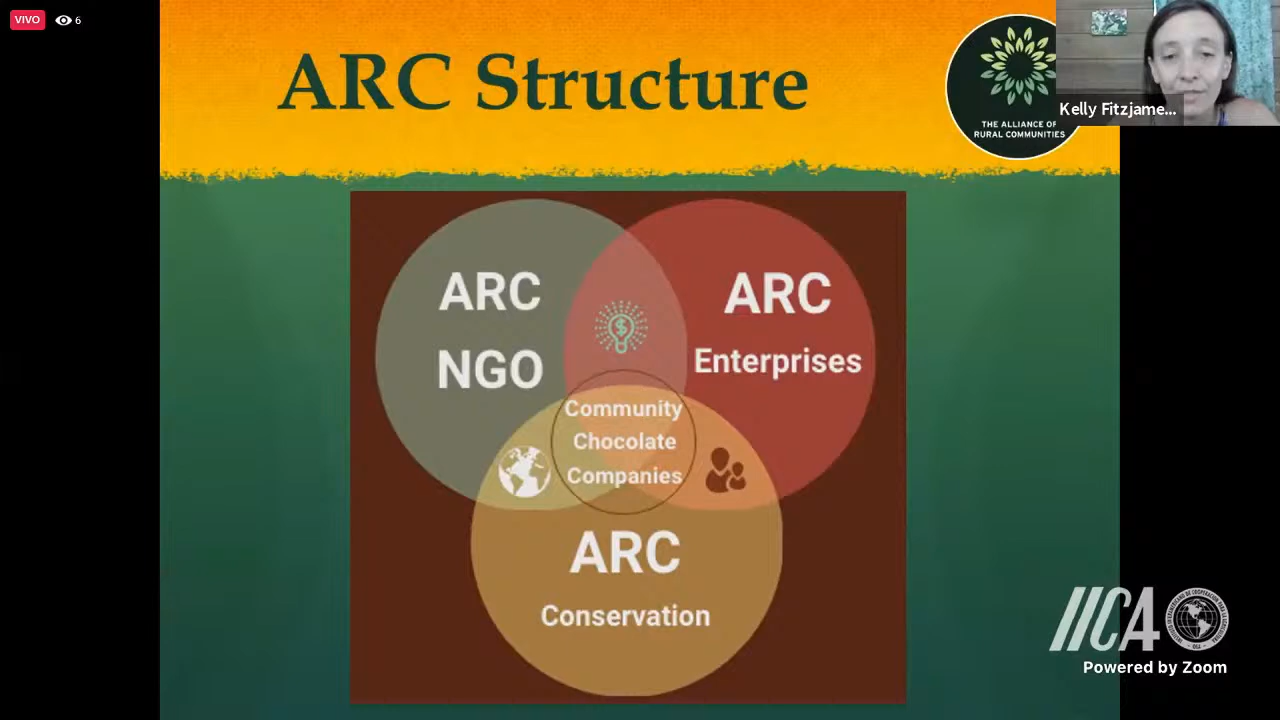 VIVO 6
ARC Structure
THE ALLIANCE OF
RURAL COMMUNITIES
Kelly Fitzjame...
ARC
NGO
ARC
Enterprises
$
Community
Chocolate
Companies
ARC
Conservation
IICA
Powered by Zoom